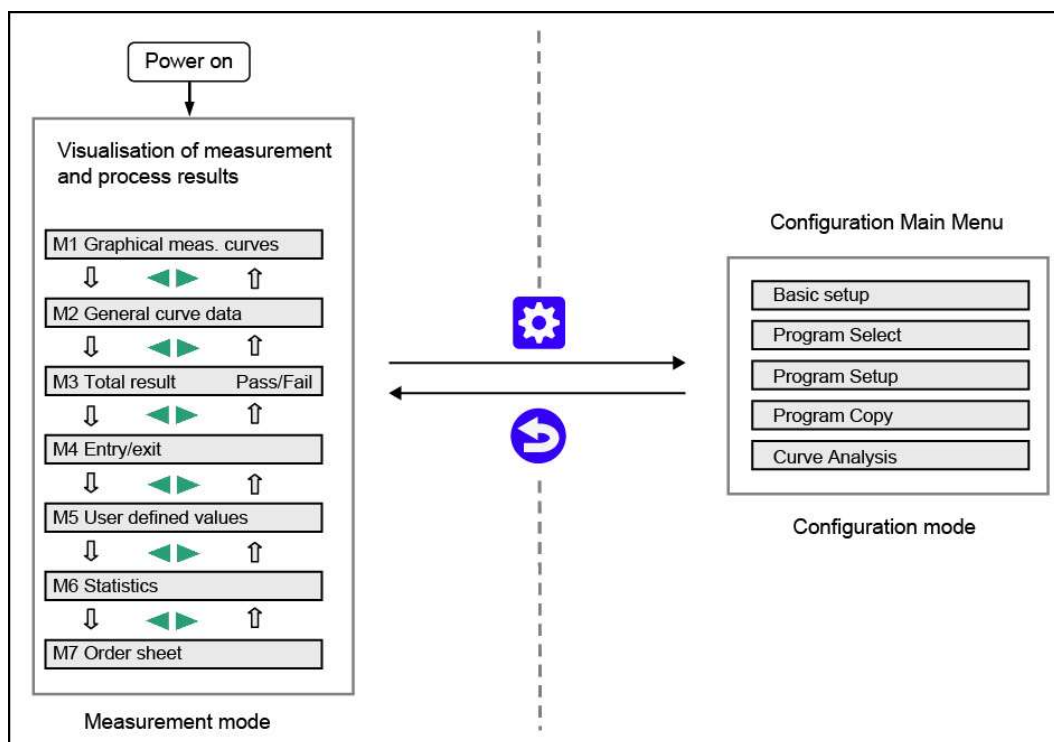 Power on
Visualisation of measurement
and process results
M1 Graphical meas. curves
M2 General curve data
M3 Total result Pass/Fail
M4 Entry/exit
M5 User defined values
M6 Statistics
M7 Order sheet
Measurement mode
Configuration Main Menu
Basic setup
Program Select
Program Setup
Program Copy
Curve Analysis
Configuration mode